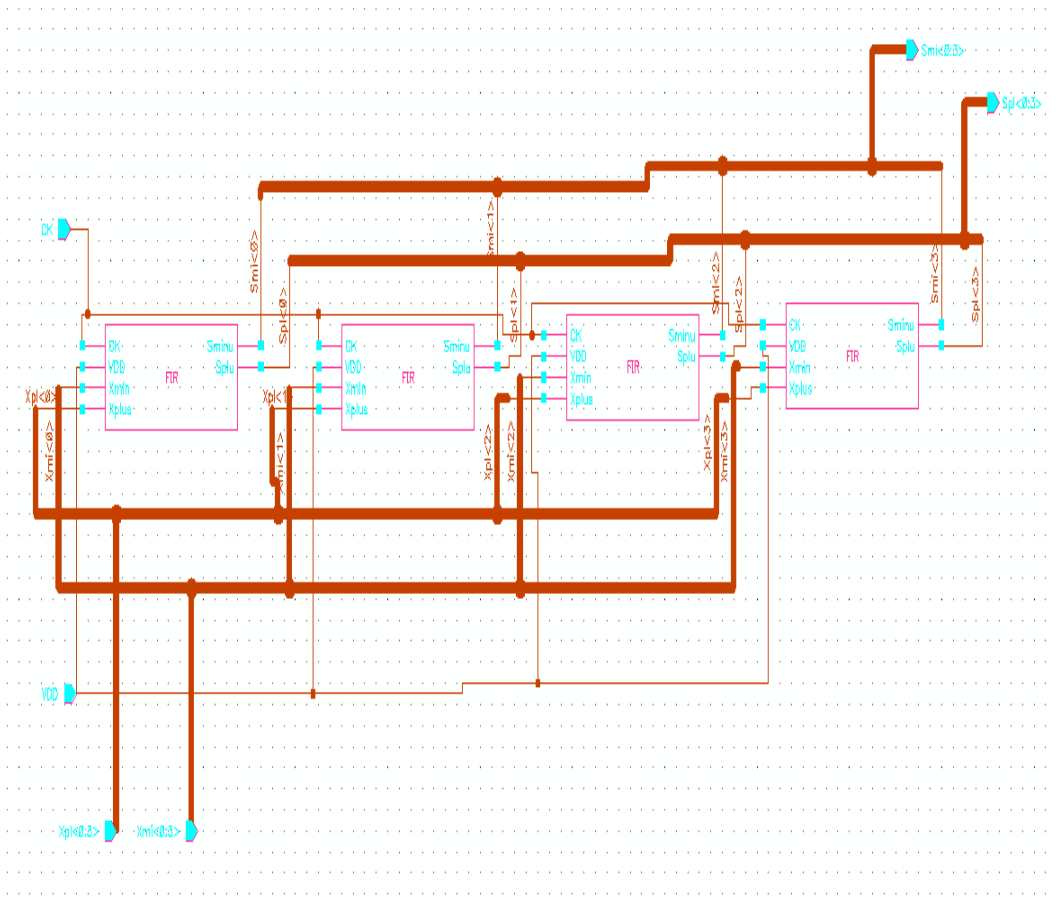 Smi<0:3>
Spl<0:3>
CK
Smi<0>
Spl<0>
smi<1>
Spl<1>
Smi<2>
Spl<2>
Smi<3>
Spl<3>
CK
VDD
Xmin
Xplus
FIR
Sminu
Splu
CK
VDD
Xmin
Xplus
FIR
Sminu
Splu
CK
VDD
Xmin
Xplus
FIR
Sminu
Splu
CK
VDD
Xmin
Xplus
FIR
Sminu
Splu
Xpl<0>
Xmi<0>
Xpl<1
Xmi<1>
Xpl<2>
Xmi<2>
Xpl<3>
Xmi<3>
VDD
Xpl<0:3>
Xmi<0:3>